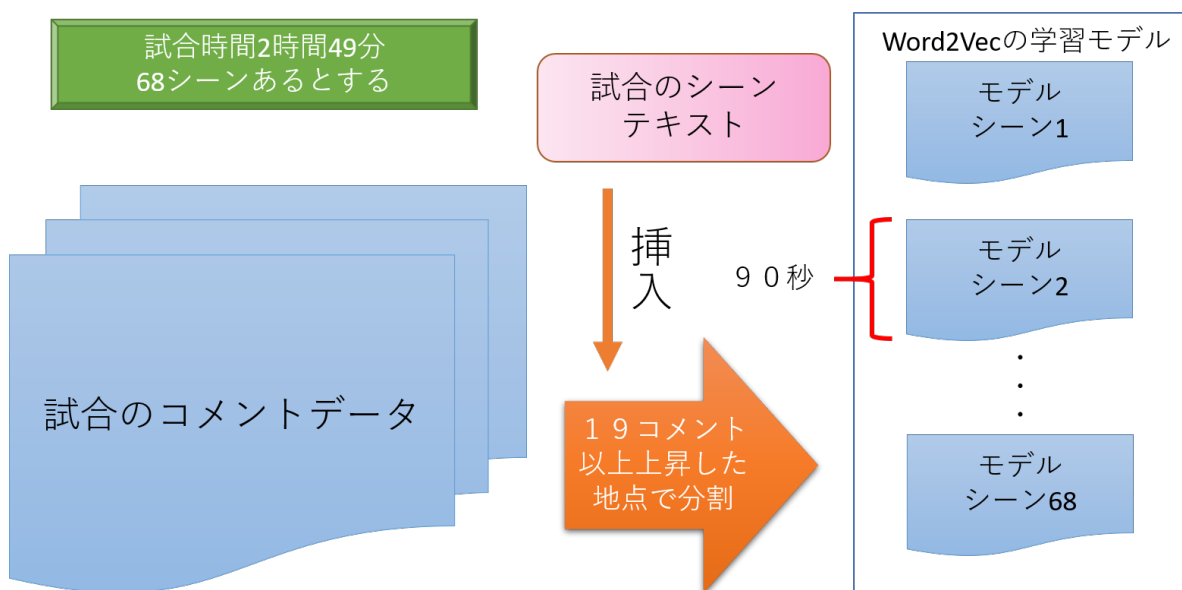 試合時間2時間49分
68シーンあるとする
試合のシーン
テキスト
挿
入
試合のコメントデータ
１９コメント
以上上昇した
地点で分割
９０秒
Word2Vecの学習モデル
モデル
シーン1
モデル
シーン2
・
・
・
モデル
シーン68